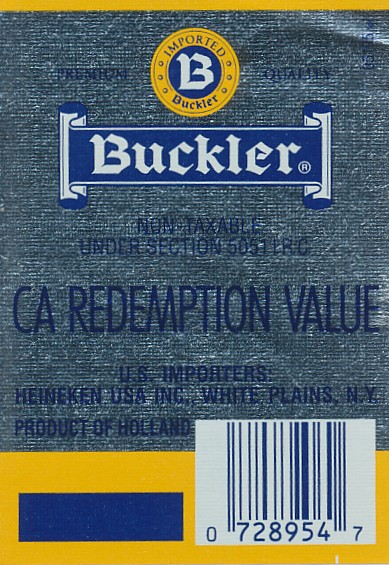 IMPORTED
B
Buckler
PREMIUM QUALITY
Buckler®
NON-TAXABLE
UNDER SECTION 5051 I.R.C.
CA REDEMPTION VALUE
U.S. IMPORTERS:
HEINEKEN USA INC., WHITE PLAINS, N.Y.
PRODUCT OF HOLLAND
0 728954 7